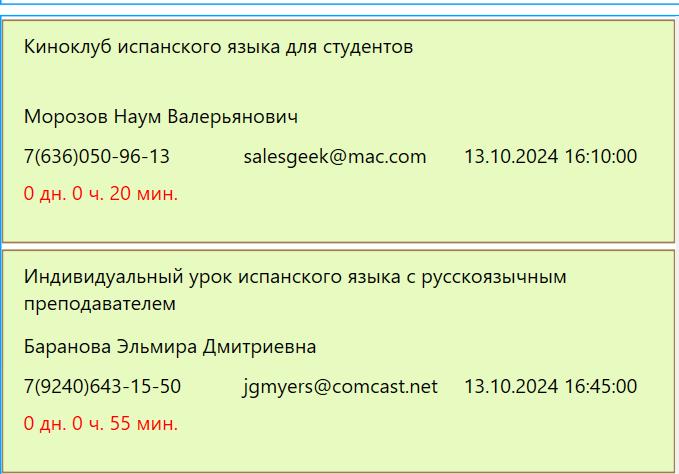 Киноклуб испанского языка для студентов
Морозов Наум Валерьянович
7(636)050-96-13 salesgeek@mac.com 13.10.2024 16:10:00
0 дн. 0 ч. 20 мин.
Индивидуальный урок испанского языка с русскоязычным
преподавателем
Баранова Эльмира Дмитриевна
7(9240)643-15-50 jgmyers@comcast.net 13.10.2024 16:45:00
0 дн. 0 ч. 55 мин.